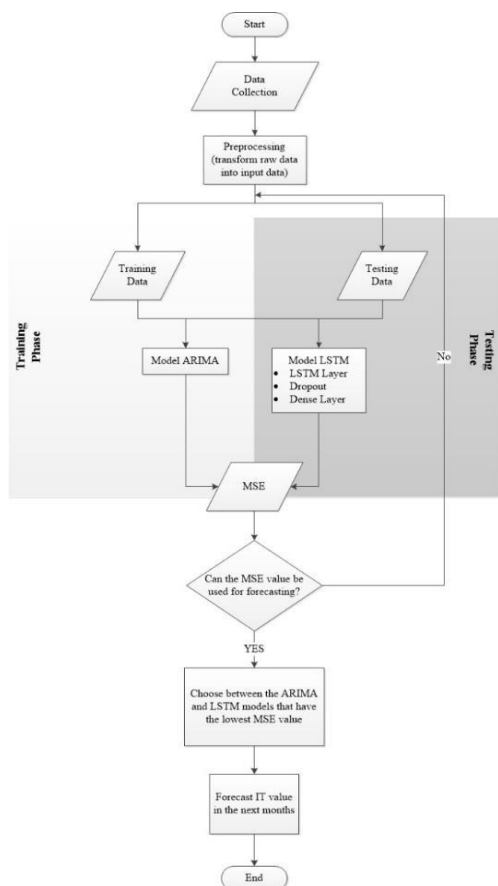 Start
Data
Collection
Preprocessing
(transform raw data
into input data)
Training
Data
Testing
Data
Training
Phase
Testing
Phase
Model ARIMA
Model LSTM
• LSTM Layer
• Dropout
• Dense Layer
No
MSE
Can the MSE value be
used for forecasting?
YES
Choose between the ARIMA
and LSTM models that have
the lowest MSE value
Forecast IT value
in the next months
End